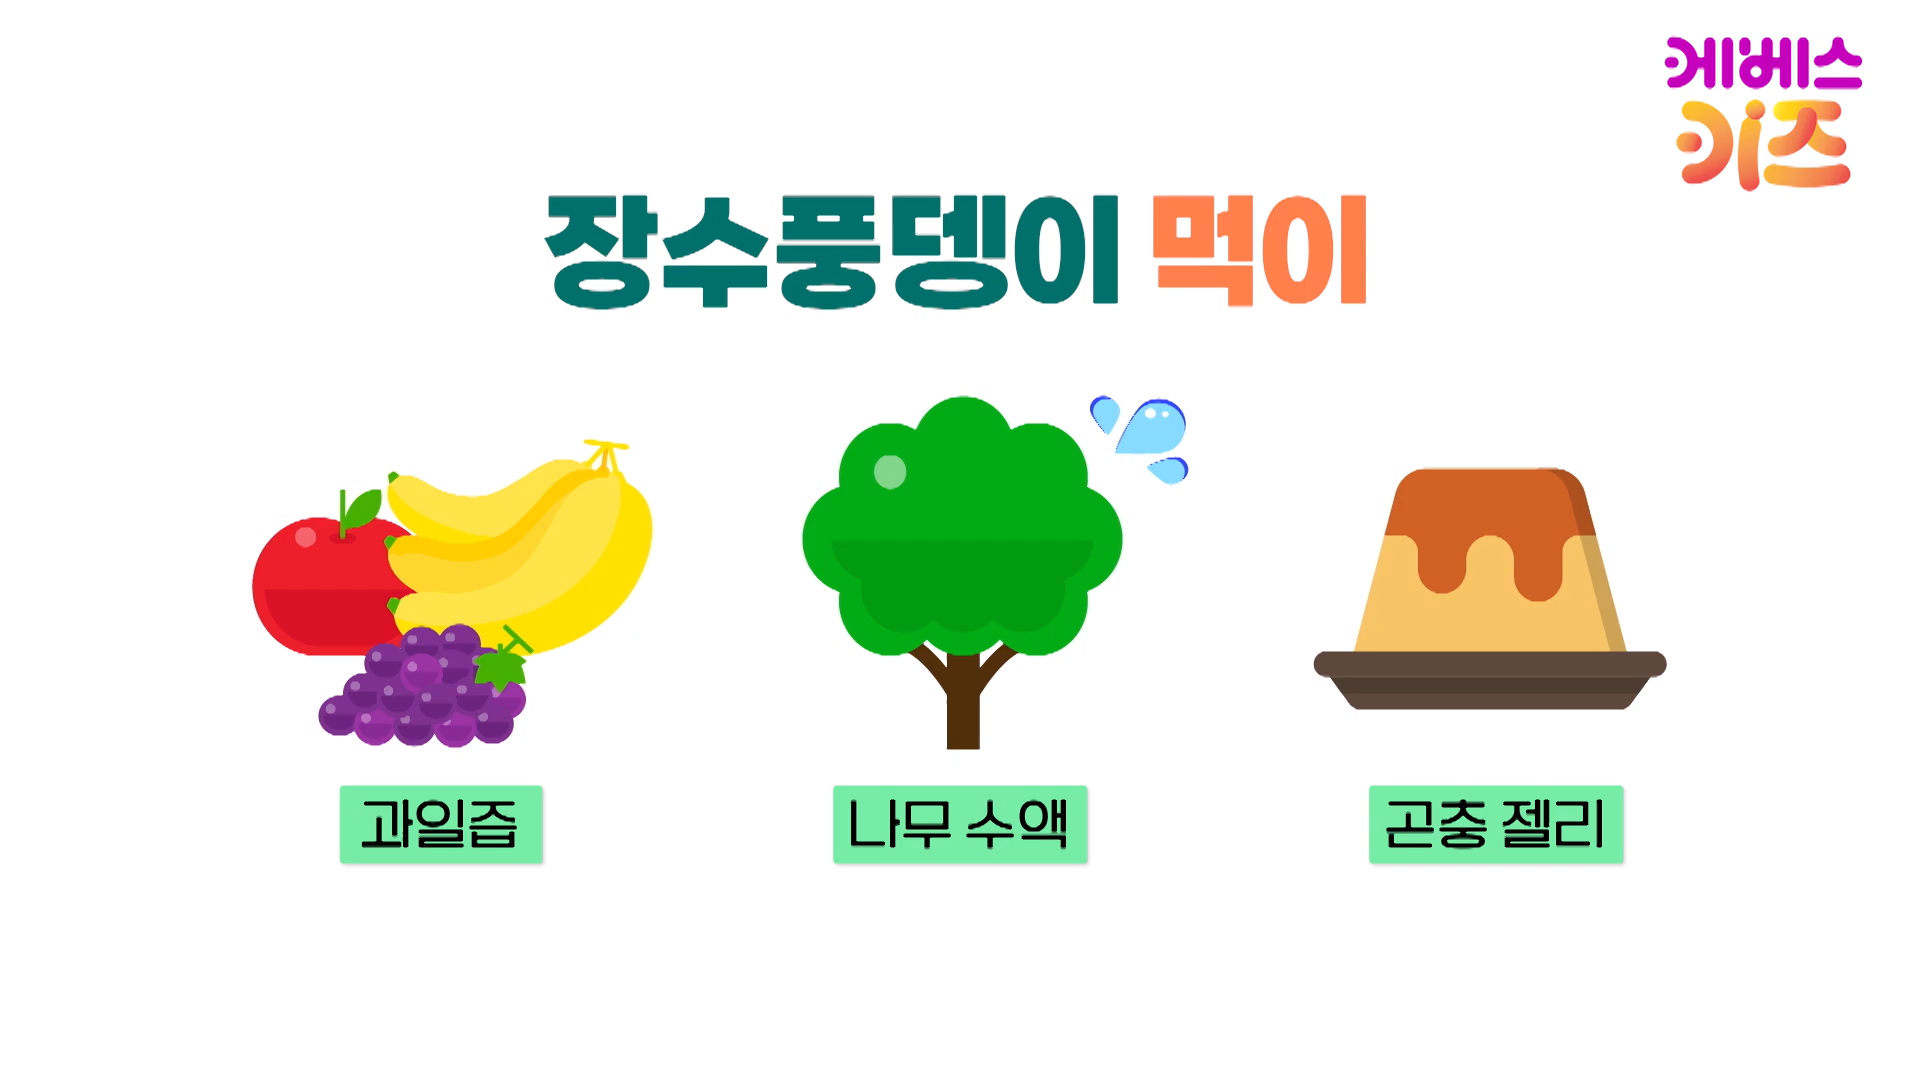 케베스
키즈
장수풍뎅이 먹이
과일즙
나무 수액
곤충 젤리